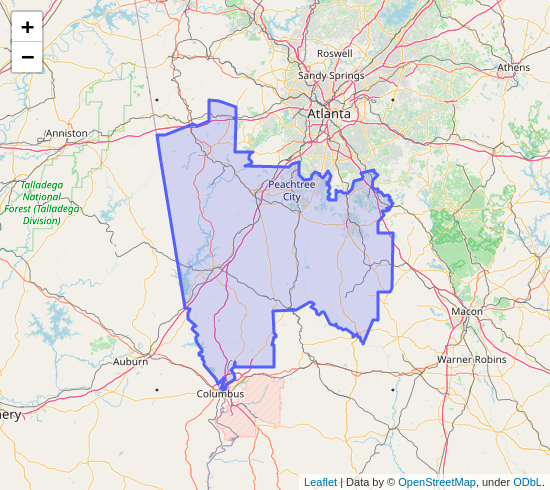 +
−
Roswell
Sandy Springs
Athens
Atlanta
Anniston
Talladega
National
Forest (Talladega
Division)
Peachtree
City
Macon
Auburn
Warner Robins
Columbus
ery
Leaflet | Data by © OpenStreetMap, under ODbL.